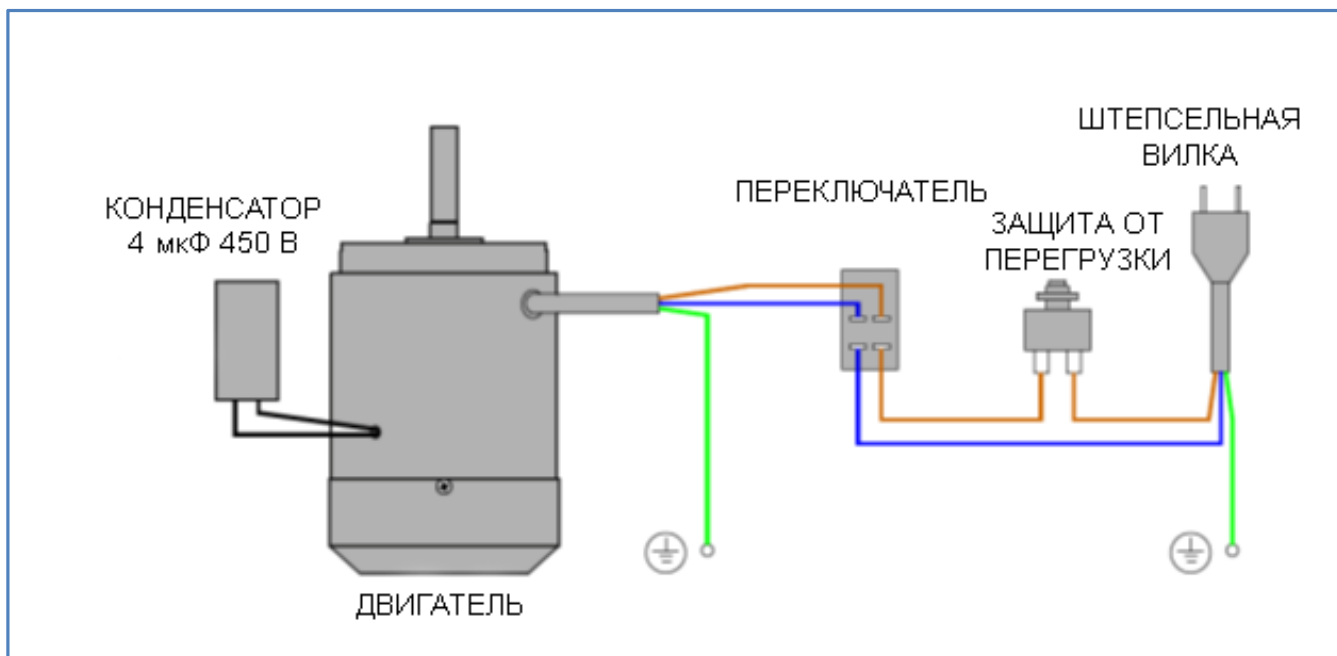 ШТЕПСЕЛЬНАЯ
ВИЛКА
ПЕРЕКЛЮЧАТЕЛЬ
ЗАЩИТА ОТ
ПЕРЕГРУЗКИ
КОНДЕНСАТОР
4 мкФ 450 В
ДВИГАТЕЛЬ